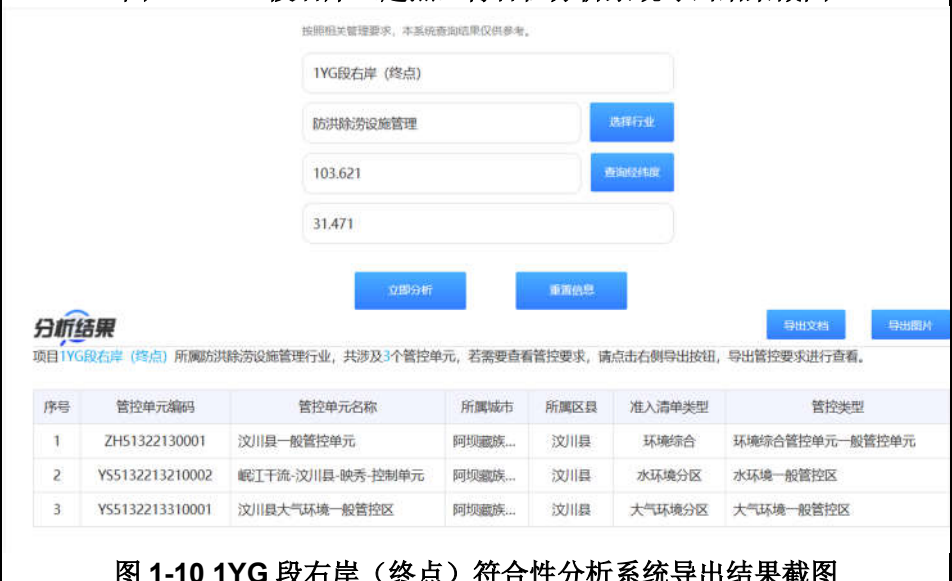 按照相关管理要求，本系统查询结果仅供参考。
1YG段右岸（终点）
防洪除涝设施管理 选择行业
103.621 查询经纬度
31.471
立即分析 重置信息
分析结果 导出文档 导出图片
项目1YG段右岸（终点）所属防洪除涝设施管理行业，共涉及3个管控单元，若需要查看管控要求，请点击右侧导出按钮，导出管控要求进行查看。
序号 管控单元编码 管控单元名称 所属城市 所属区县 准入清单类型 管控类型
1 ZH51322130001 汶川县一般管控单元 阿坝藏族... 汶川县 环境综合 环境综合管控单元一般管控单元
2 YS5132213210002 岷江干流-汶川县-映秀-控制单元 阿坝藏族... 汶川县 水环境分区 水环境一般管控区
3 YS5132213310001 汶川县大气环境一般管控区 阿坝藏族... 汶川县 大气环境分区 大气环境一般管控区
图 1-10 1YG 段右岸（终点）符合性分析系统导出结果截图